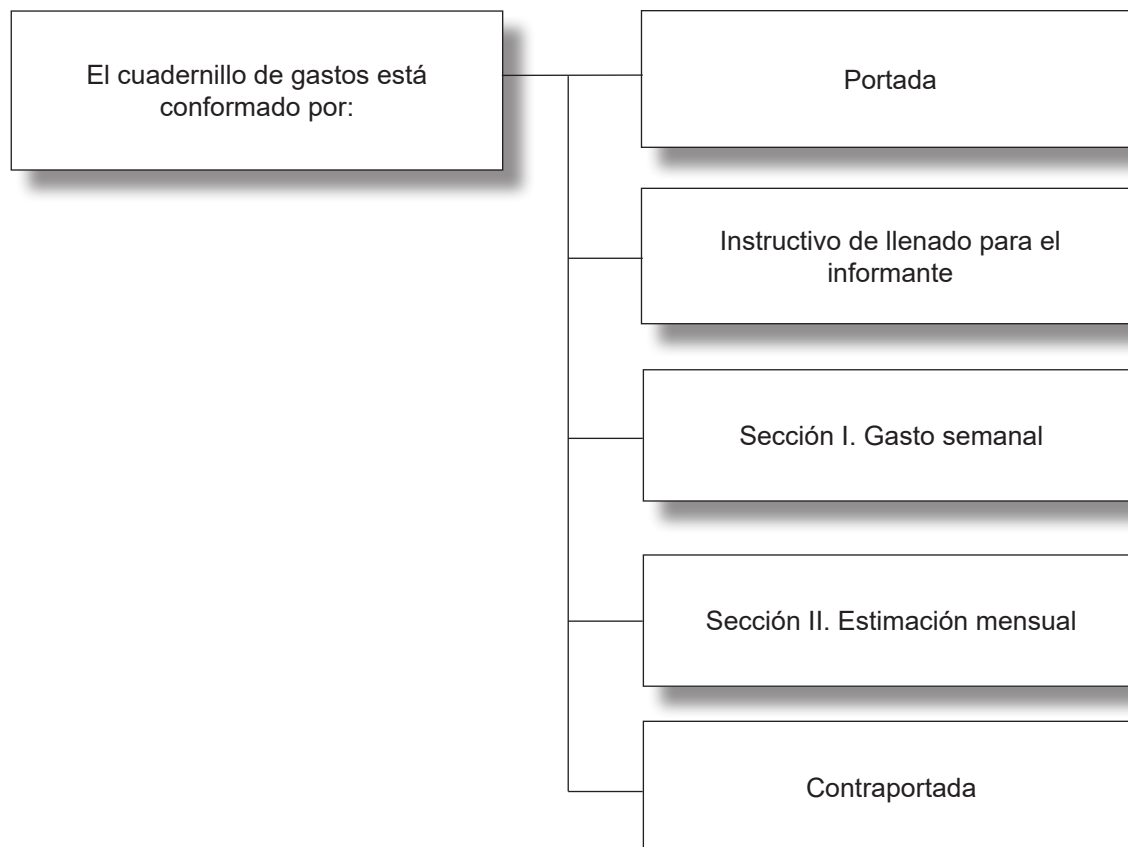 El cuadernillo de gastos está
conformado por:
Portada
Instructivo de llenado para el
informante
Sección I. Gasto semanal
Sección II. Estimación mensual
Contraportada